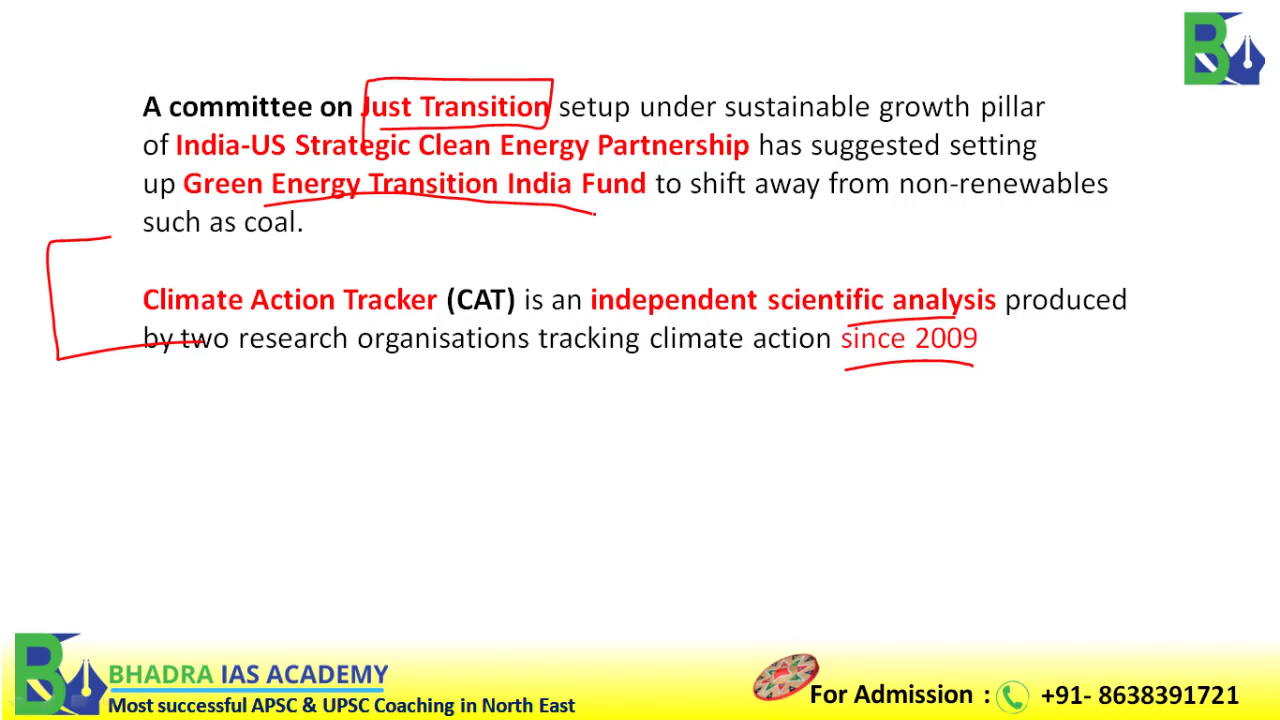 A committee on Just Transition setup under sustainable growth pillar
of India-US Strategic Clean Energy Partnership has suggested setting
up Green Energy Transition India Fund to shift away from non-renewables
such as coal.
Climate Action Tracker (CAT) is an independent scientific analysis produced
by two research organisations tracking climate action since 2009
BHADRA IAS ACADEMY
Most successful APSC & UPSC Coaching in North East
For Admission : +91- 8638391721